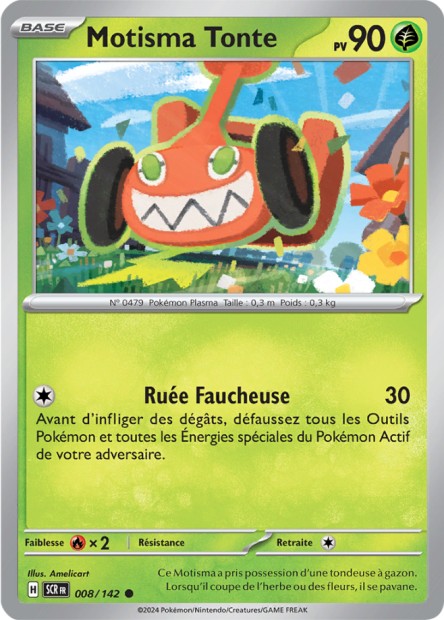 BASE
Motisma Tonte
PV 90
N° 0479 Pokémon Plasma Taille : 0,3 m Poids : 0,3 kg
Ruée Faucheuse 30
Avant d'infliger des dégâts, défaussez tous les Outils
Pokémon et toutes les Énergies spéciales du Pokémon Actif
de votre adversaire.
Faiblesse ×2 Résistance Retraite
Illus. Amelicart
Ce Motisma a pris possession d'une tondeuse à gazon.
Lorsqu'il coupe de l'herbe ou des fleurs, il se pavane.
H SCR FR 008/142
©2024 Pokémon/Nintendo/Creatures/GAME FREAK